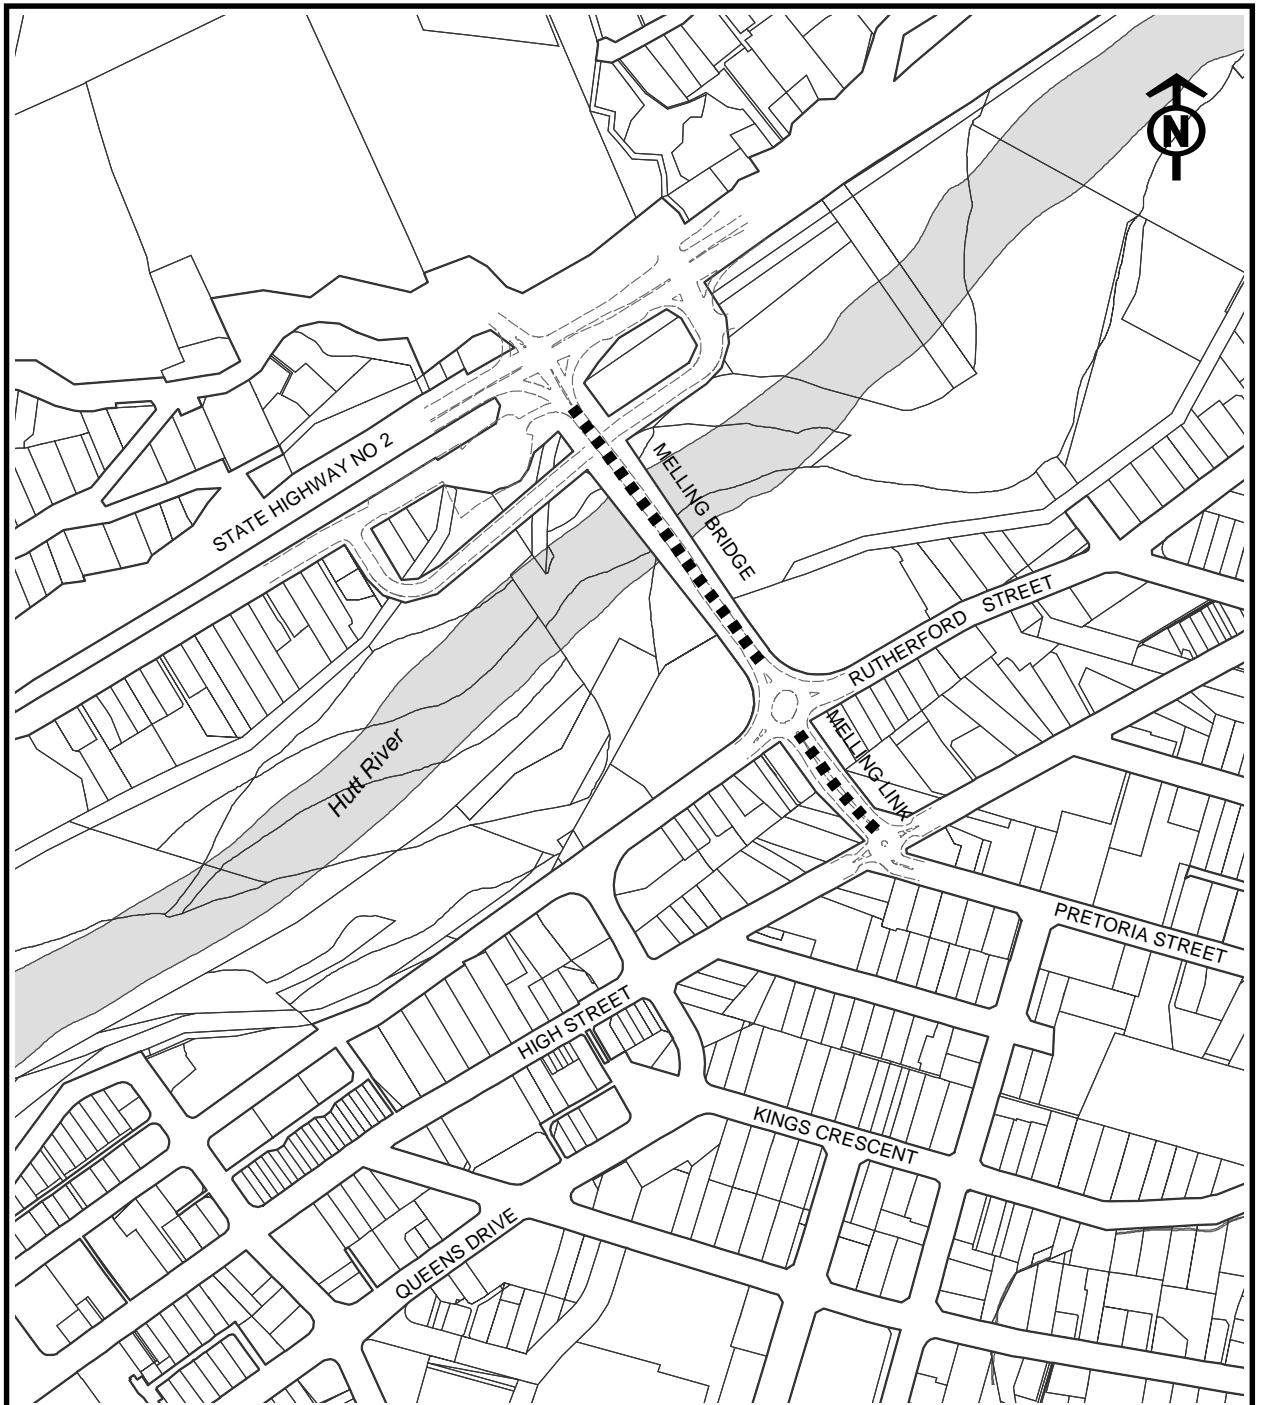 N
STATE HIGHWAY NO 2
MELLING BRIDGE
RUTHERFORD STREET
MELLING LINK
Hutt River
PRETORIA STREET
HIGH STREET
KINGS CRESCENT
QUEENS DRIVE